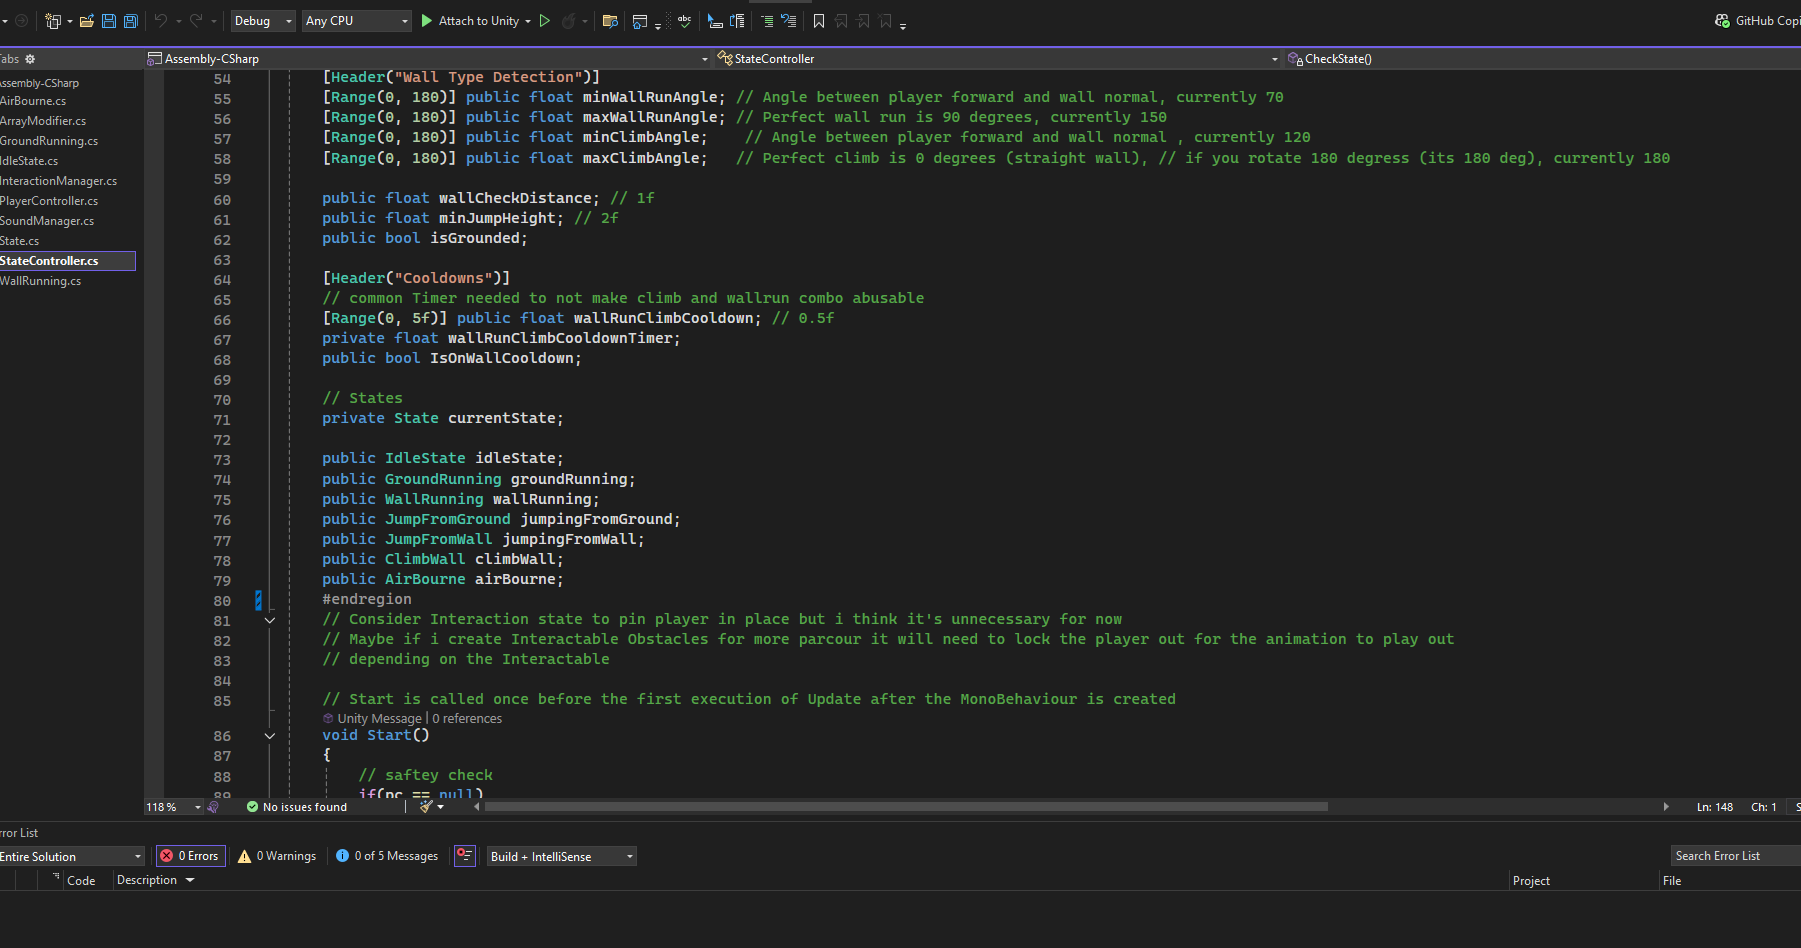 Debug
Any CPU
Attach to Unity
GitHub Copi
abs
Assembly-CSharp
StateController
CheckState()
ssembly-CSharp
AirBourne.cs
ArrayModifier.cs
GroundRunning.cs
IdleState.cs
InteractionManager.cs
PlayerController.cs
SoundManager.cs
State.cs
StateController.cs
WallRunning.cs
54 [Header("Wall Type Detection")]
55 [Range(0, 180)] public float minWallRunAngle; // Angle between player forward and wall normal, currently 70
56 [Range(0, 180)] public float maxWallRunAngle; // Perfect wall run is 90 degrees, currently 150
57 [Range(0, 180)] public float minClimbAngle;    // Angle between player forward and wall normal , currently 120
58 [Range(0, 180)] public float maxClimbAngle;   // Perfect climb is 0 degrees (straight wall), // if you rotate 180 degress (its 180 deg), currently 180
59
60 public float wallCheckDistance; // 1f
61 public float minJumpHeight; // 2f
62 public bool isGrounded;
63
64 [Header("Cooldowns")]
65 // common Timer needed to not make climb and wallrun combo abusable
66 [Range(0, 5f)] public float wallRunClimbCooldown; // 0.5f
67 private float wallRunClimbCooldownTimer;
68 public bool IsOnWallCooldown;
69
70 // States
71 private State currentState;
72
73 public IdleState idleState;
74 public GroundRunning groundRunning;
75 public WallRunning wallRunning;
76 public JumpFromGround jumpingFromGround;
77 public JumpFromWall jumpingFromWall;
78 public ClimbWall climbWall;
79 public AirBourne airBourne;
80 #endregion
81 // Consider Interaction state to pin player in place but i think it's unnecessary for now
82 // Maybe if i create Interactable Obstacles for more parcour it will need to lock the player out for the animation to play out
83 // depending on the Interactable
84
85 // Start is called once before the first execution of Update after the MonoBehaviour is created
Unity Message | 0 references
86 void Start()
87 {
88 // saftey check
89 if(pc == null)
118 %
No issues found
Ln: 148
Ch: 1
S
rror List
Entire Solution
0 Errors
0 Warnings
0 of 5 Messages
Build + IntelliSense
Search Error List
Code
Description
Project
File